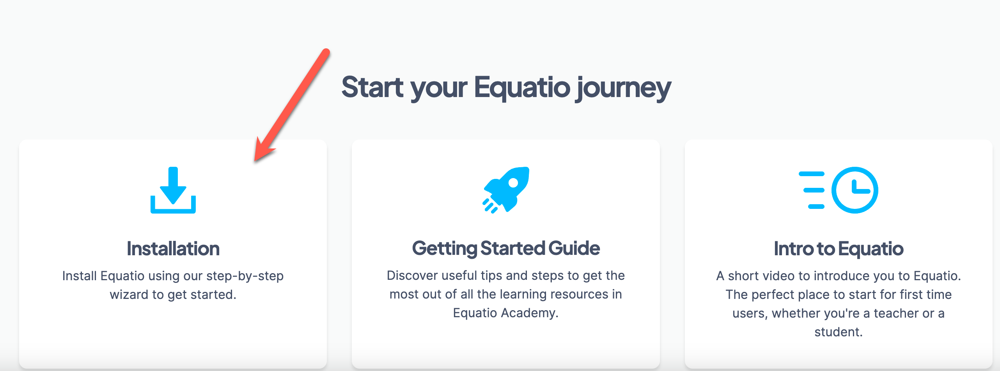 Start your Equatio journey
Installation
Install Equatio using our step-by-step
wizard to get started.
Getting Started Guide
Discover useful tips and steps to get the
most out of all the learning resources in
Equatio Academy.
Intro to Equatio
A short video to introduce you to Equatio.
The perfect place to start for first time
users, whether you're a teacher or a
student.